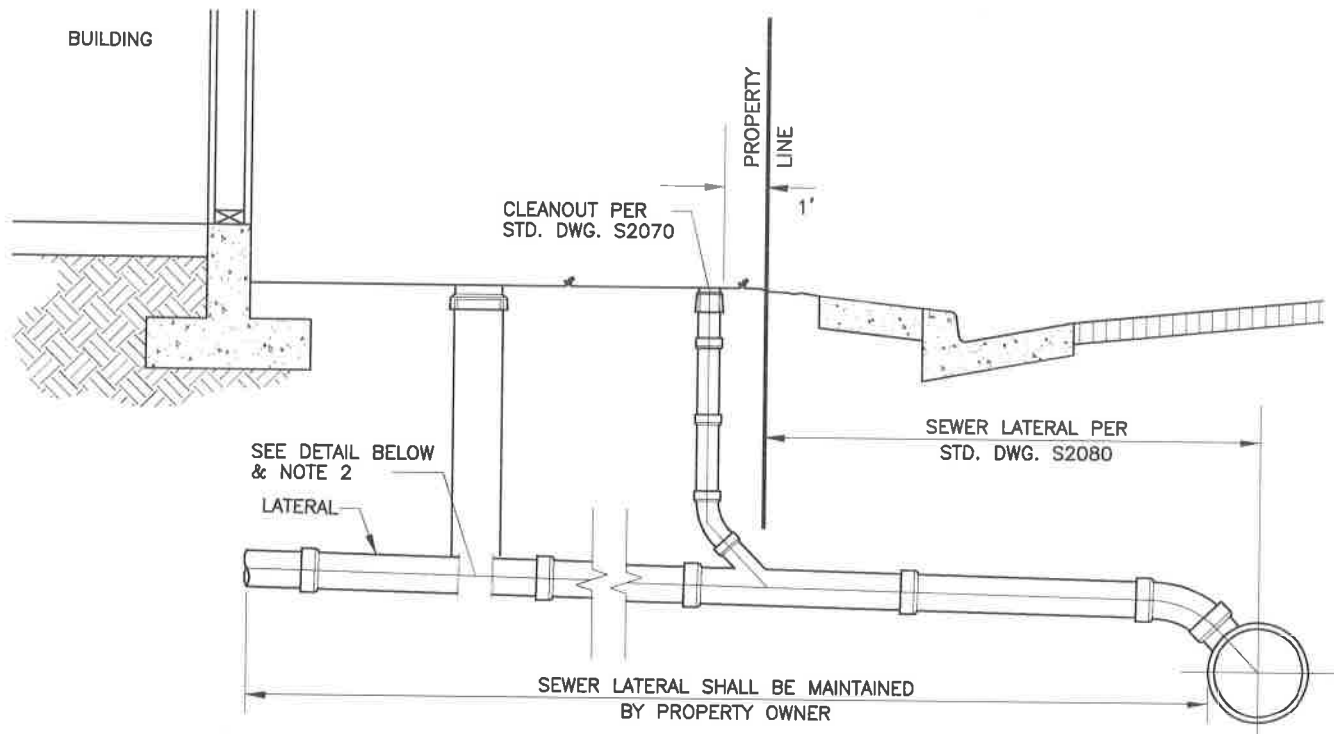 BUILDING
PROPERTY
LINE
1'
CLEANOUT PER
STD. DWG. S2070
SEWER LATERAL PER
STD. DWG. S2080
SEE DETAIL BELOW
& NOTE 2
LATERAL
SEWER LATERAL SHALL BE MAINTAINED
BY PROPERTY OWNER